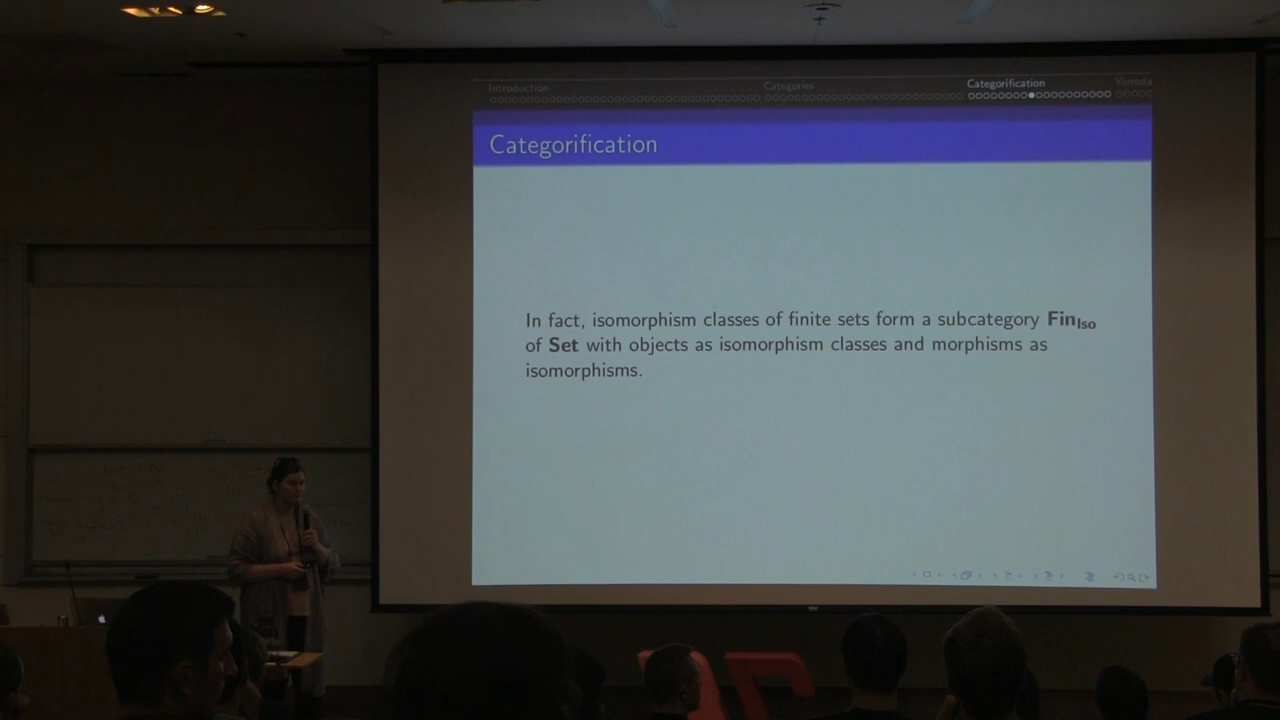 Introduction Categories Categorification Yoneda
Categorification
In fact, isomorphism classes of finite sets form a subcategory Fin_Iso
of Set with objects as isomorphism classes and morphisms as
isomorphisms.